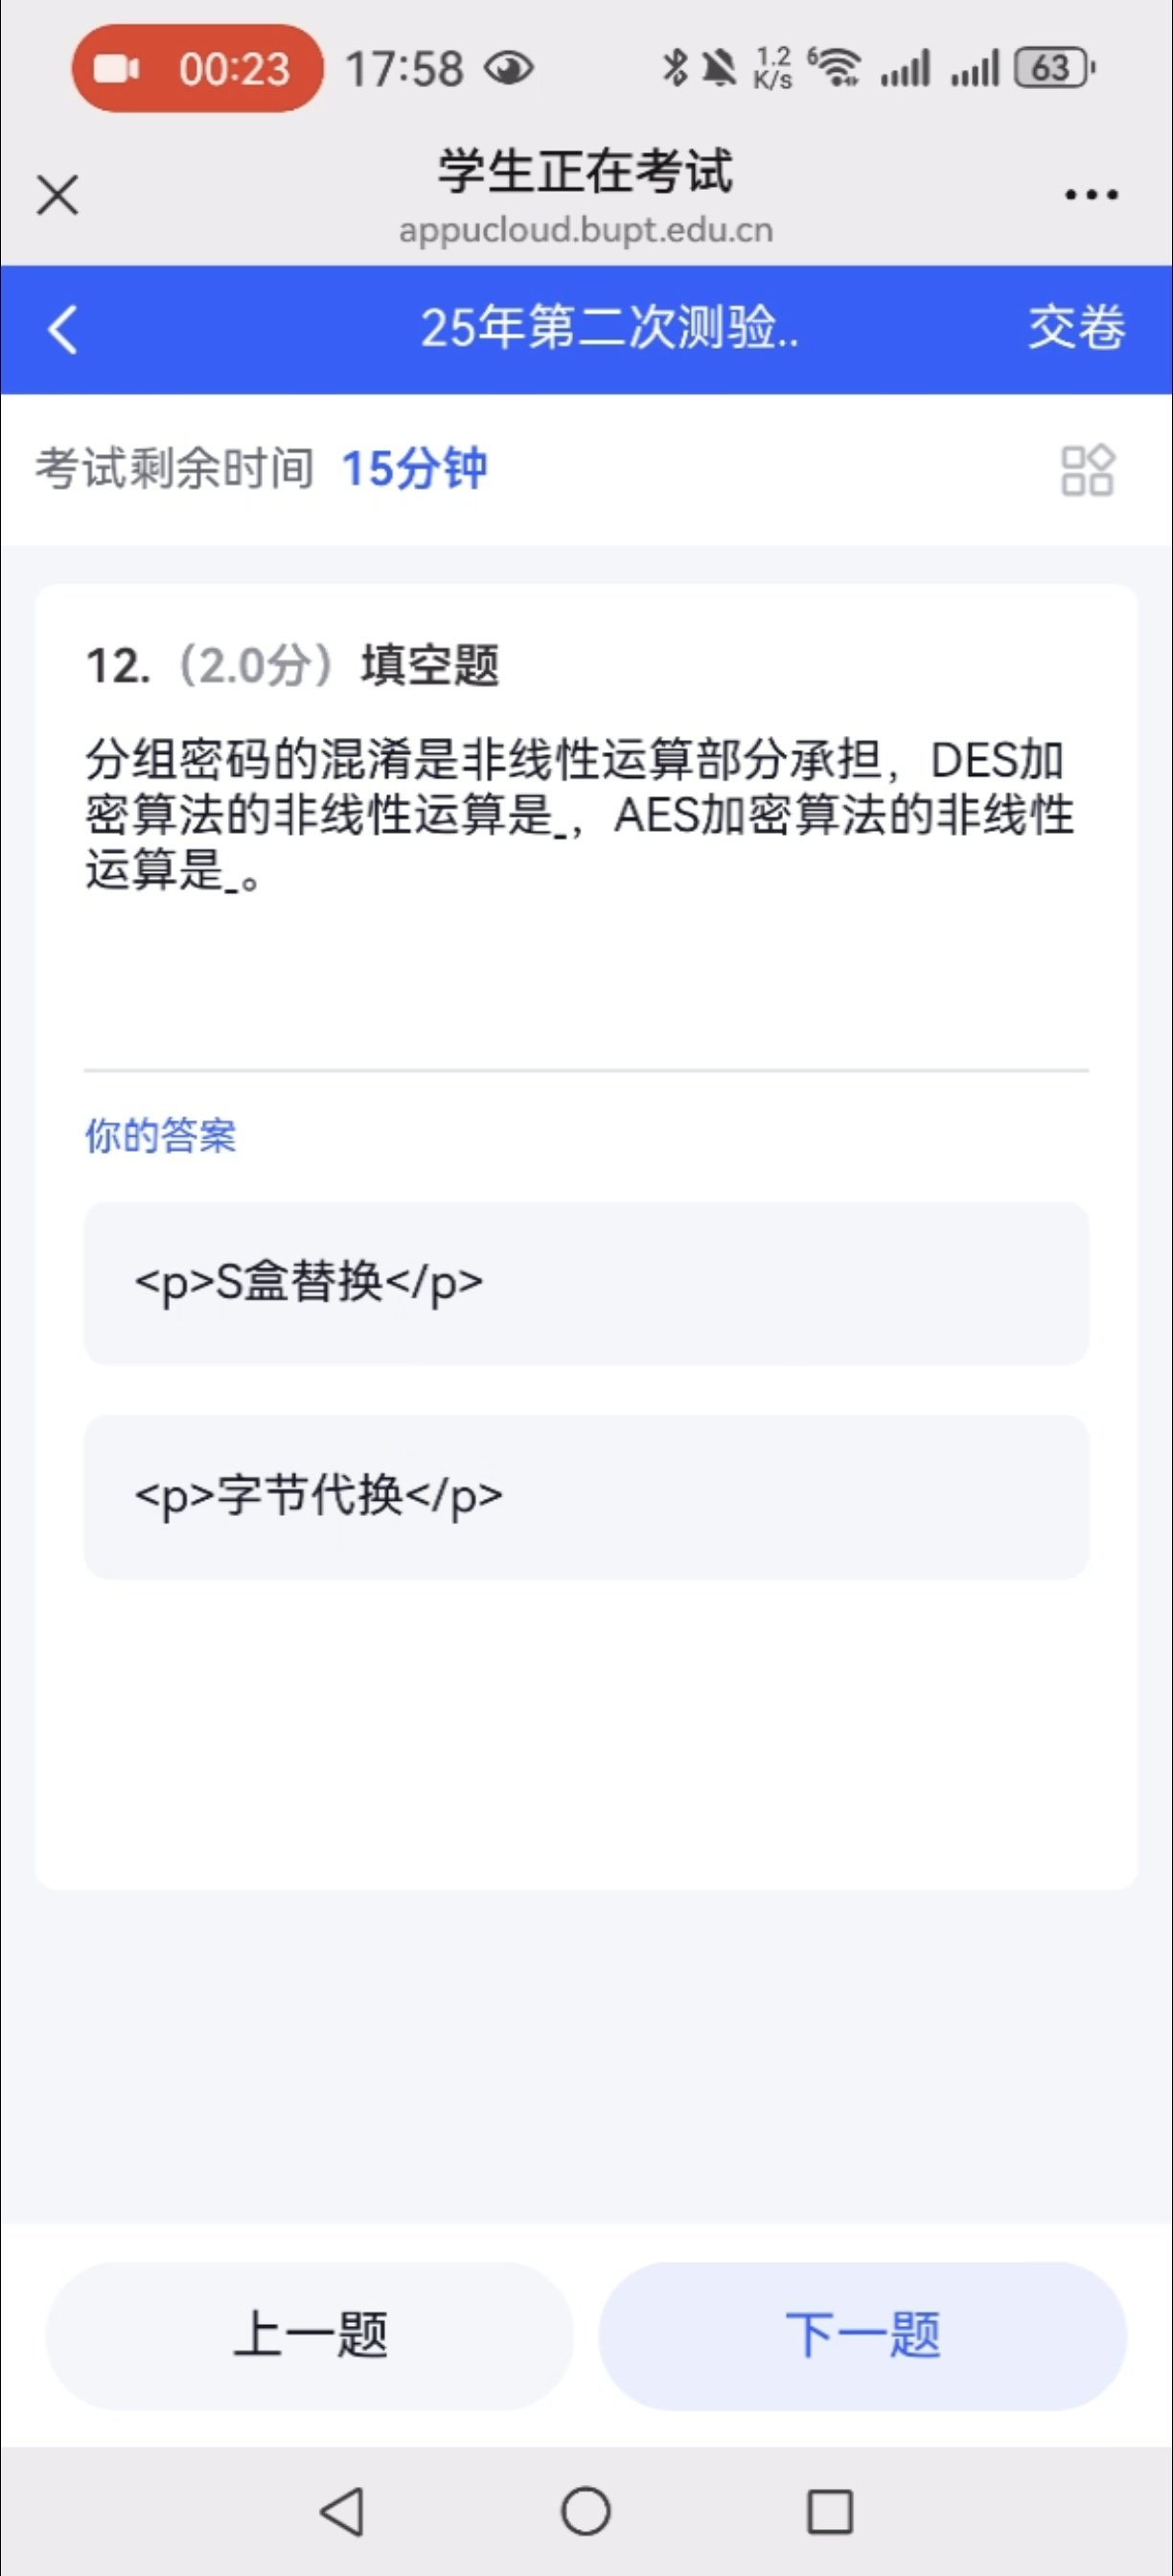 00:23 17:58 1.2 K/s 6 63
学生正在考试
appucloud.bupt.edu.cn
25年第二次测验.. 交卷
考试剩余时间 15分钟
12.（2.0分）填空题
分组密码的混淆是非线性运算部分承担，DES加
密算法的非线性运算是_，AES加密算法的非线性
运算是_。
你的答案
<p>S盒替换</p>
<p>字节代换</p>
上一题 下一题